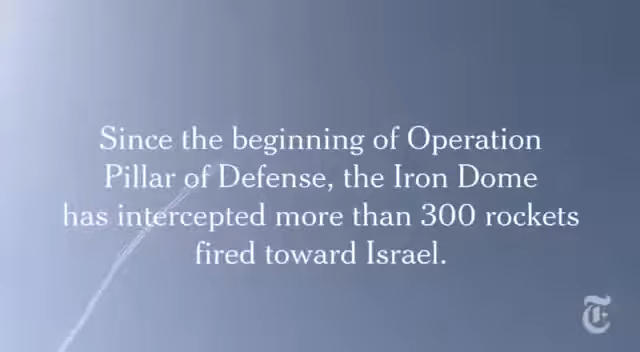 Since the beginning of Operation
Pillar of Defense, the Iron Dome
has intercepted more than 300 rockets
fired toward Israel.
T